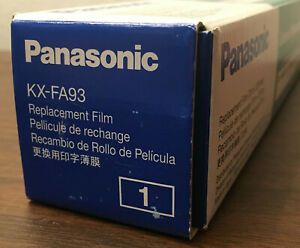 Panasonic
KX-FA93
Replacement Film
Pellicule de rechange
Recambio de Rollo de Película
更換用印字薄膜
1
Panasonic